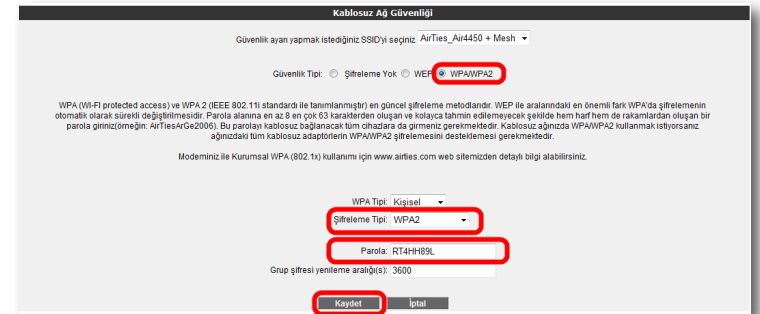 Kablosuz Ağ Güvenliği
Güvenlik ayarı yapmak istediğiniz SSID'yi seçiniz AirTies_Air4450 + Mesh
Güvenlik Tipi: Şifreleme Yok WEP WPA/WPA2
WPA (WI-FI protected access) ve WPA 2 (IEEE 802.11i standardı ile tanımlanmıştır) en güncel şifreleme metodlarıdır. WEP ile aralarındaki en önemli fark WPA'da şifrelemenin
otomatik olarak sürekli değiştirilmesidir. Parola alanına en az 8 en çok 63 karakterden oluşan ve kolayca tahmin edilemeyecek şekilde hem harf hem de rakamlardan oluşan bir
parola giriniz(örneğin: AirTiesArGe2006). Bu parolayı kablosuz bağlanacak tüm cihazlara da girmeniz gerekmektedir. Kablosuz ağınızda WPA/WPA2 kullanmak istiyorsanız
ağınızdaki tüm kablosuz adaptörlerin WPA/WPA2 şifrelemesini desteklemesi gerekmektedir.
Modeminiz ile Kurumsal WPA (802.1x) kullanımı için www.airties.com web sitemizden detaylı bilgi alabilirsiniz.
WPA Tipi: Kişisel
Şifreleme Tipi: WPA2
Parola: RT4HH89L
Grup şifresi yenileme aralığı(s): 3600
Kaydet İptal